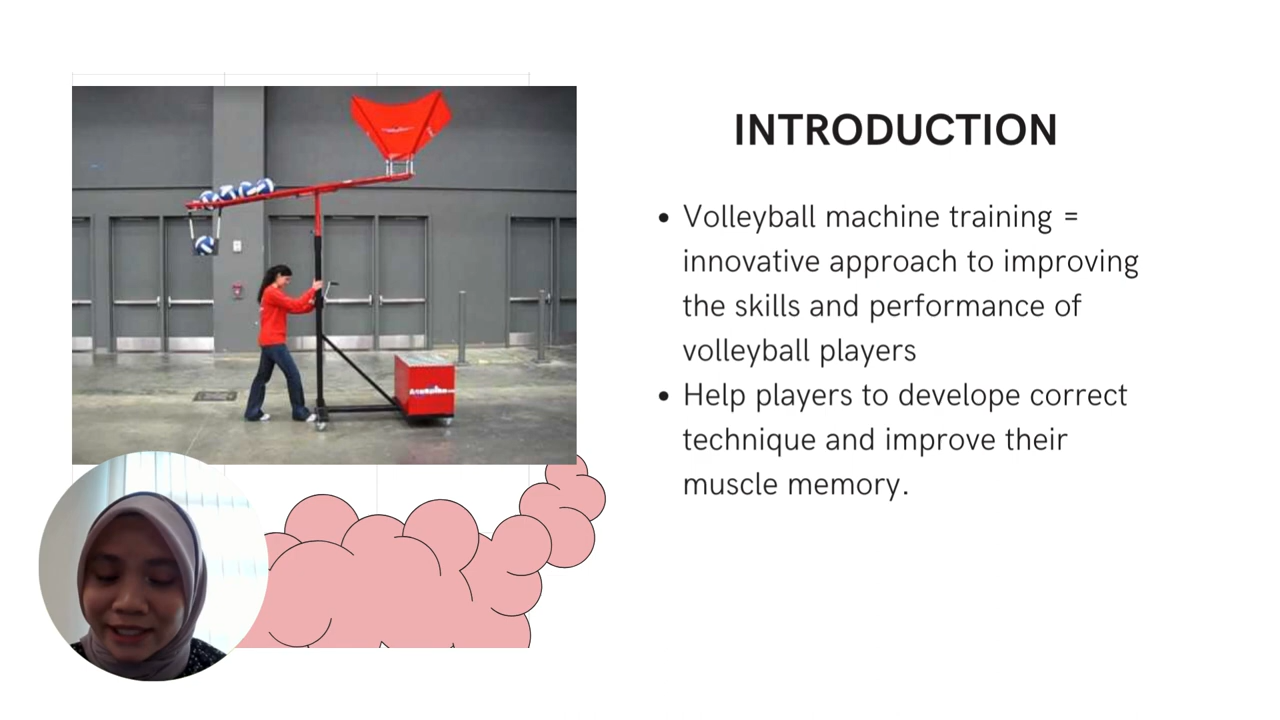 INTRODUCTION
• Volleyball machine training =
innovative approach to improving
the skills and performance of
volleyball players
• Help players to develope correct
technique and improve their
muscle memory.